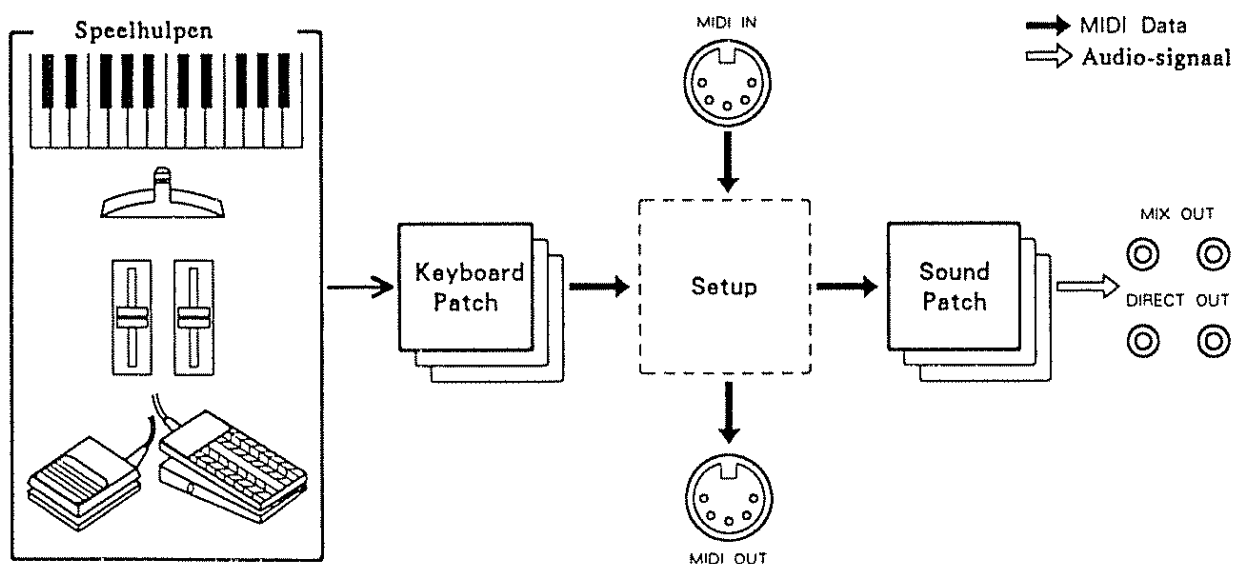 Speelhulpen
MIDI IN
MIDI Data
Audio-signaal
Keyboard
Patch
Setup
Sound
Patch
MIX OUT
DIRECT OUT
MIDI OUT